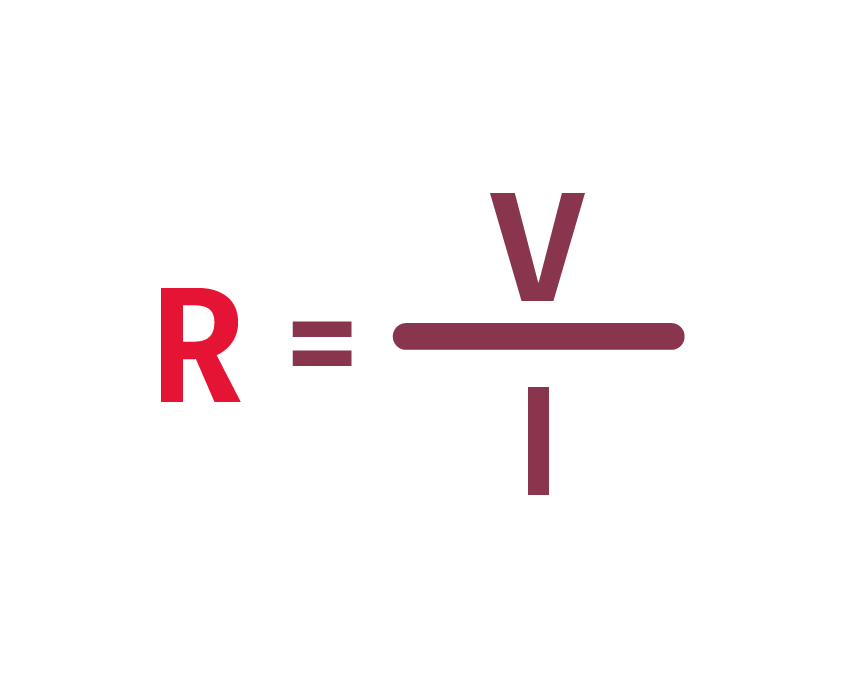 R = V
I